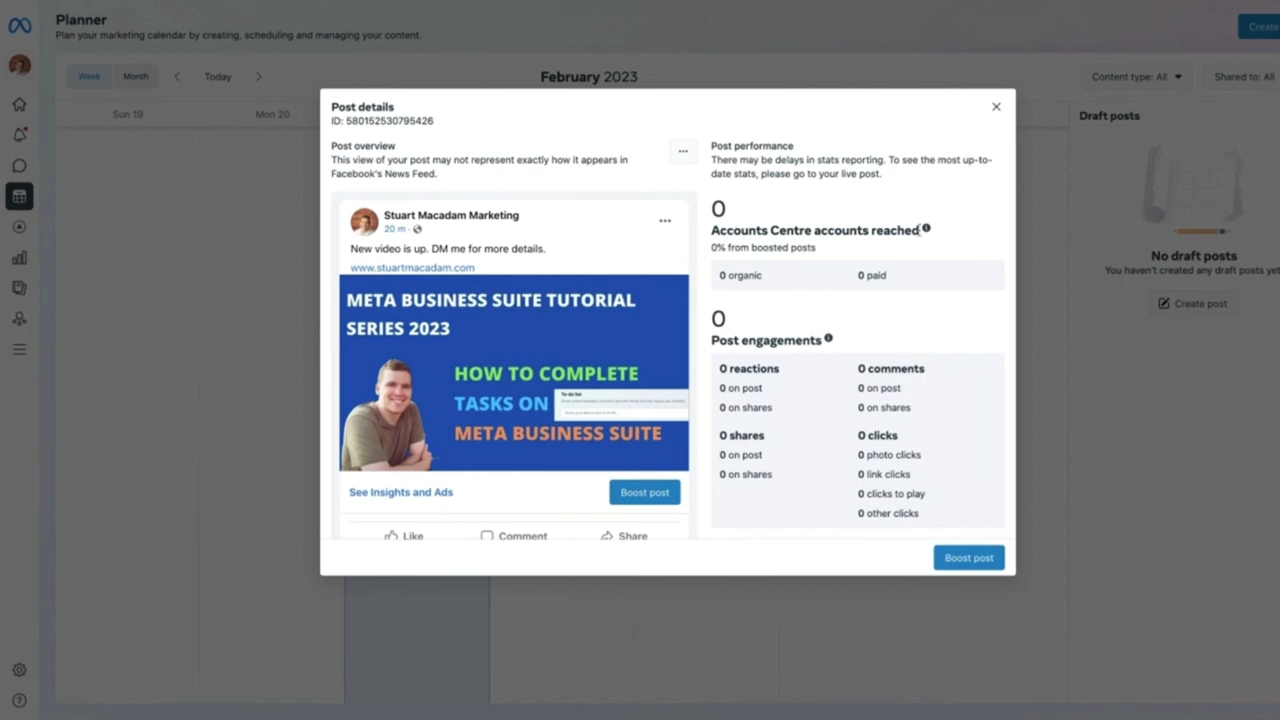 Planner
Plan your marketing calendar by creating, scheduling and managing your content.
Create
Week
Month
Today
February 2023
Content type: All
Shared to: All
Sun 19
Mon 20
Draft posts
No draft posts
You haven't created any draft posts yet
Create post
Post details
ID: 580152530795426
Post overview
This view of your post may not represent exactly how it appears in
Facebook's News Feed.
Stuart Macadam Marketing
20 m
New video is up. DM me for more details.
www.stuartmacadam.com
META BUSINESS SUITE TUTORIAL
SERIES 2023
HOW TO COMPLETE
TASKS ON
To do list
META BUSINESS SUITE
See Insights and Ads
Boost post
Like
Comment
Share
Post performance
There may be delays in stats reporting. To see the most up-to-
date stats, please go to your live post.
0
Accounts Centre accounts reached
0% from boosted posts
0 organic
0 paid
0
Post engagements
0 reactions
0 comments
0 on post
0 on post
0 on shares
0 on shares
0 shares
0 clicks
0 on post
0 photo clicks
0 on shares
0 link clicks
0 clicks to play
0 other clicks
Boost post